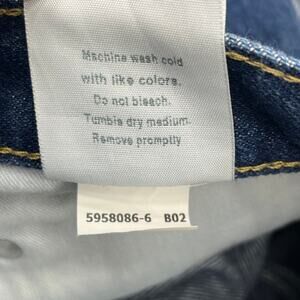 Machine wash cold
with like colors.
Do not bleach.
Tumble dry medium.
Remove promptly
5958086-6 B02